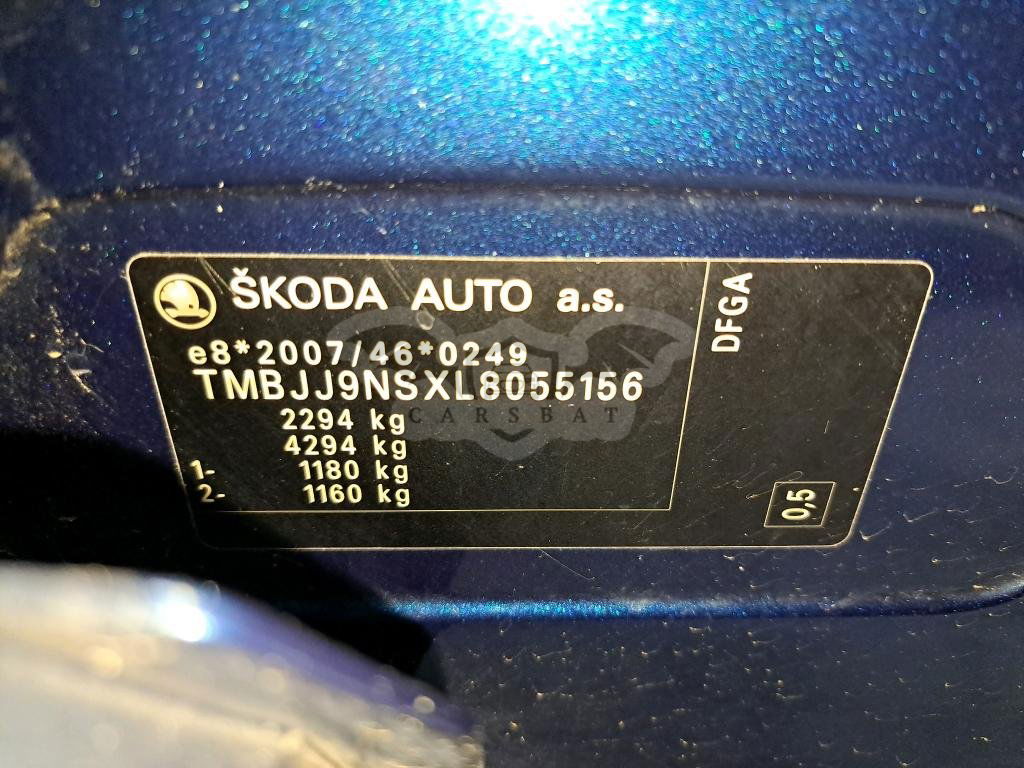 ŠKODA AUTO a.s.
e8*2007/46*0249
TMBJJ9NSXL8055156
2294 kg
4294 kg
1- 1180 kg
2- 1160 kg
DFGA
0,5
CARSBAT